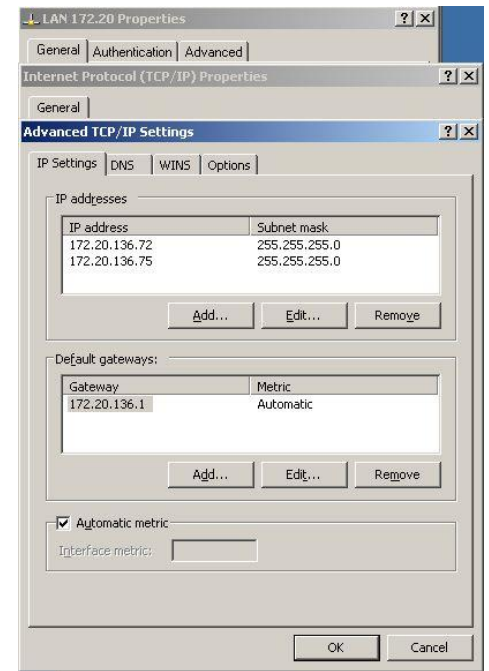 LAN 172.20 Properties
General Authentication Advanced
Internet Protocol (TCP/IP) Properties
General
Advanced TCP/IP Settings
IP Settings DNS WINS Options
IP addresses
IP address Subnet mask
172.20.136.72 255.255.255.0
172.20.136.75 255.255.255.0
Add... Edit... Remove
Default gateways:
Gateway Metric
172.20.136.1 Automatic
Add... Edit... Remove
Automatic metric
Interface metric:
OK Cancel